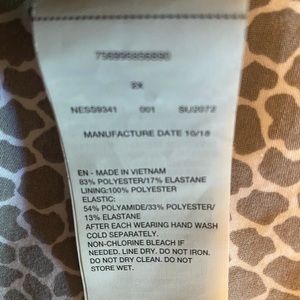 NESS9341 001 SU2072
MANUFACTURE DATE 10/18
EN - MADE IN VIETNAM
83% POLYESTER/17% ELASTANE
LINING:100% POLYESTER
ELASTIC:
54% POLYAMIDE/33% POLYESTER/
13% ELASTANE
AFTER EACH WEARING HAND WASH
COLD SEPARATELY.
NON-CHLORINE BLEACH IF
NEEDED. LINE DRY. DO NOT IRON.
DO NOT DRY CLEAN. DO NOT
STORE WET.